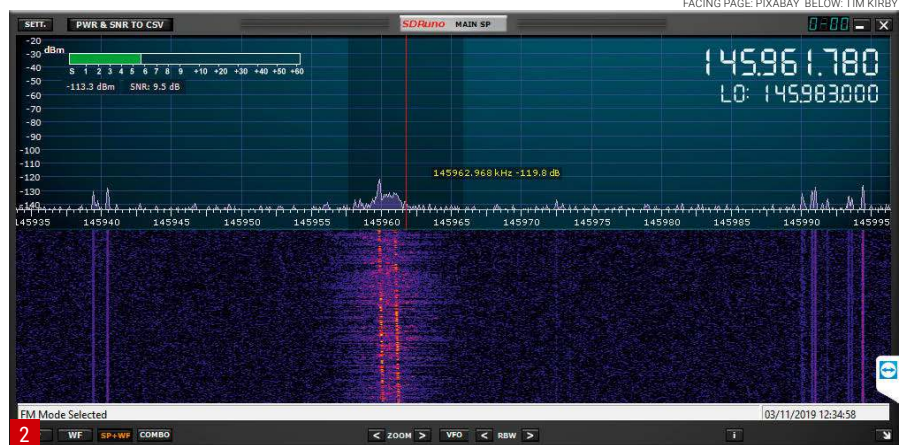 FACING PAGE: PIXABAY BELOW: TIM KIRBY
SETT. PWR & SNR TO CSV SDRuno MAIN SP 0-00
-20
dBm
-30
-40
S 1 2 3 4 5 6 7 8 9 +10 +20 +30 +40 +50 +60
-50
-113.3 dBm SNR: 9.5 dB
145.961.780
LO: 145.983.000
-60
-70
-80
-90
-100
-110
-120
-130
-140
145962.968 kHz -119.8 dB
145935 145940 145945 145950 145955 145960 145965 145970 145975 145980 145985 145990 145995
FM Mode Selected 03/11/2019 12:34:58
2 WF SP+WF COMBO < ZOOM > VFO < RBW > i